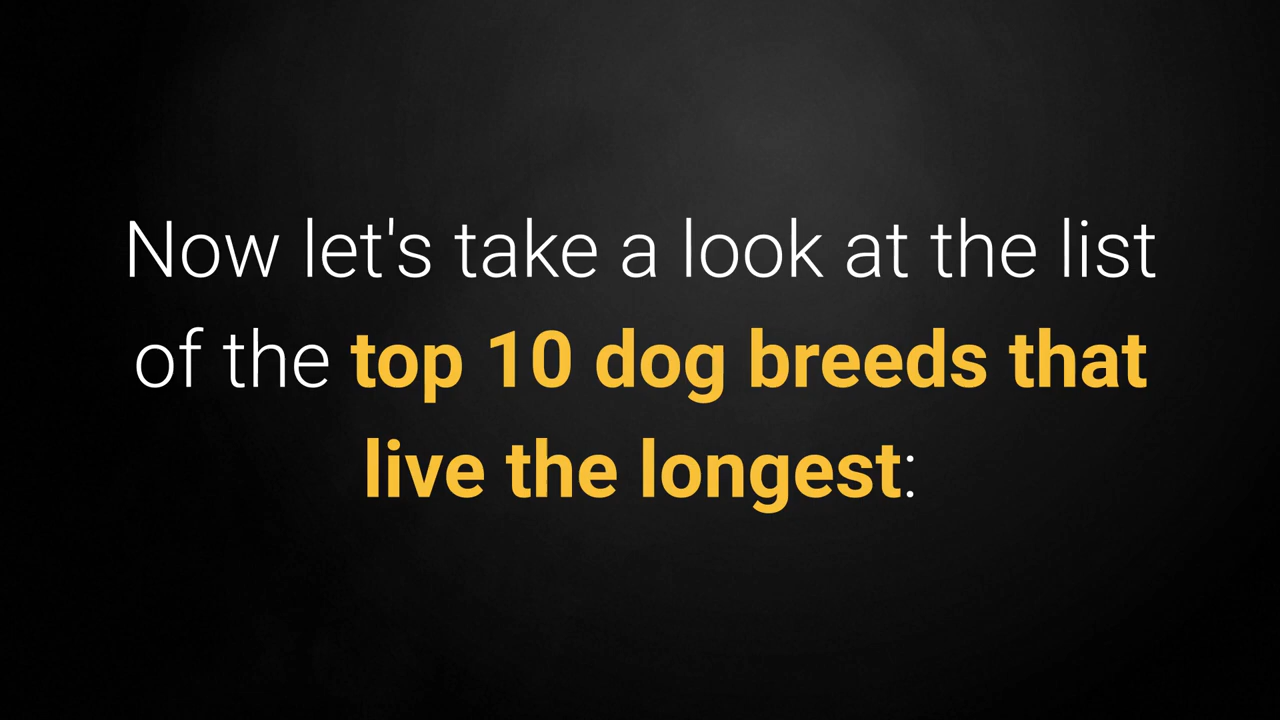 Now let's take a look at the list
of the top 10 dog breeds that
live the longest: